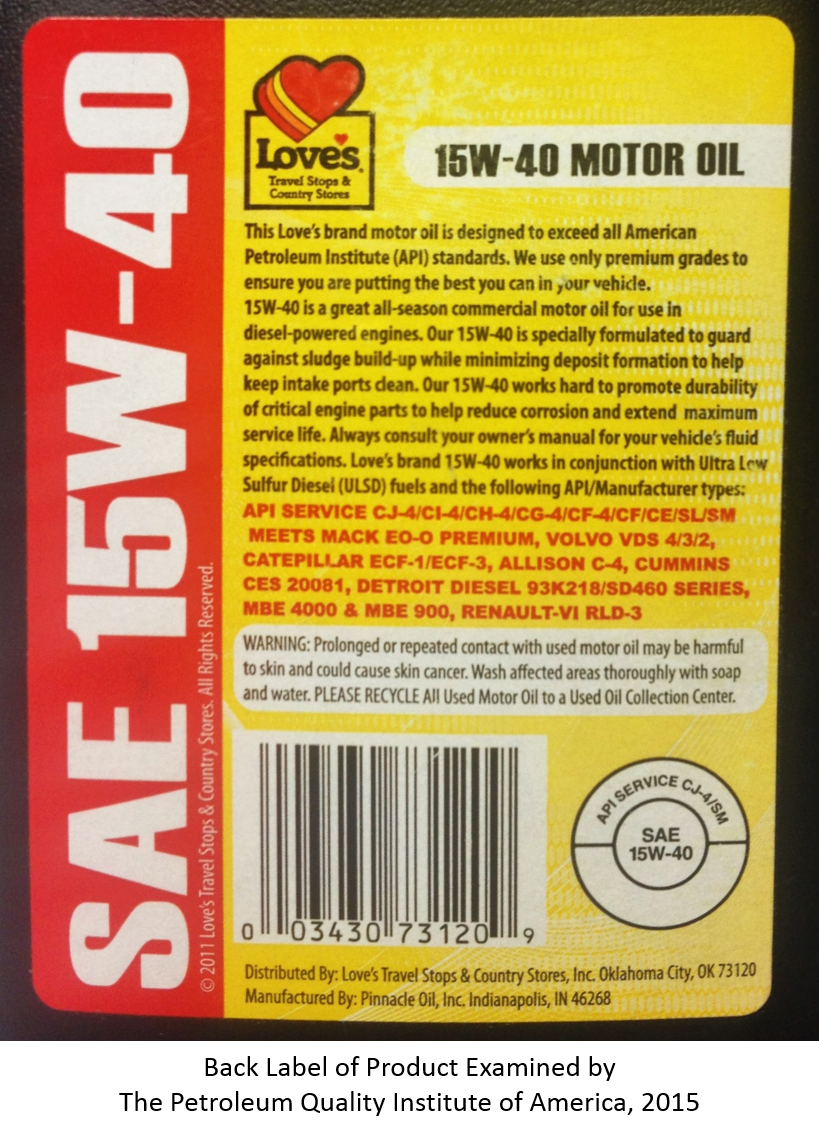 SAE 15W-40
© 2011 Love's Travel Stops & Country Stores. All Rights Reserved.
Love's
Travel Stops &
Country Stores
15W-40 MOTOR OIL
This Love's brand motor oil is designed to exceed all American
Petroleum Institute (API) standards. We use only premium grades to
ensure you are putting the best you can in your vehicle.
15W-40 is a great all-season commercial motor oil for use in
diesel-powered engines. Our 15W-40 is specially formulated to guard
against sludge build-up while minimizing deposit formation to help
keep intake ports clean. Our 15W-40 works hard to promote durability
of critical engine parts to help reduce corrosion and extend maximum
service life. Always consult your owner's manual for your vehicle's fluid
specifications. Love's brand 15W-40 works in conjunction with Ultra Low
Sulfur Diesel (ULSD) fuels and the following API/Manufacturer types:
API SERVICE CJ-4/CI-4/CH-4/CG-4/CF-4/CF/CE/SL/SM
MEETS MACK EO-O PREMIUM, VOLVO VDS 4/3/2,
CATEPILLAR ECF-1/ECF-3, ALLISON C-4, CUMMINS
CES 20081, DETROIT DIESEL 93K218/SD460 SERIES,
MBE 4000 & MBE 900, RENAULT-VI RLD-3
WARNING: Prolonged or repeated contact with used motor oil may be harmful
to skin and could cause skin cancer. Wash affected areas thoroughly with soap
and water. PLEASE RECYCLE All Used Motor Oil to a Used Oil Collection Center.
0 03430 73120 9
API SERVICE CJ-4/SM
SAE
15W-40
Distributed By: Love's Travel Stops & Country Stores, Inc. Oklahoma City, OK 73120
Manufactured By: Pinnacle Oil, Inc. Indianapolis, IN 46268
Back Label of Product Examined by
The Petroleum Quality Institute of America, 2015